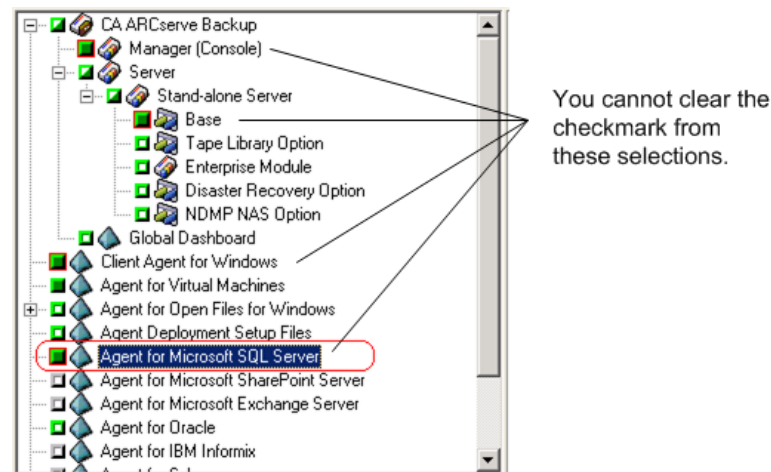 CA ARCserve Backup
Manager (Console)
Server
Stand-alone Server
Base
Tape Library Option
Enterprise Module
Disaster Recovery Option
NDMP NAS Option
Global Dashboard
Client Agent for Windows
Agent for Virtual Machines
Agent for Open Files for Windows
Agent Deployment Setup Files
Agent for Microsoft SQL Server
Agent for Microsoft SharePoint Server
Agent for Microsoft Exchange Server
Agent for Oracle
Agent for IBM Informix
You cannot clear the
checkmark from
these selections.